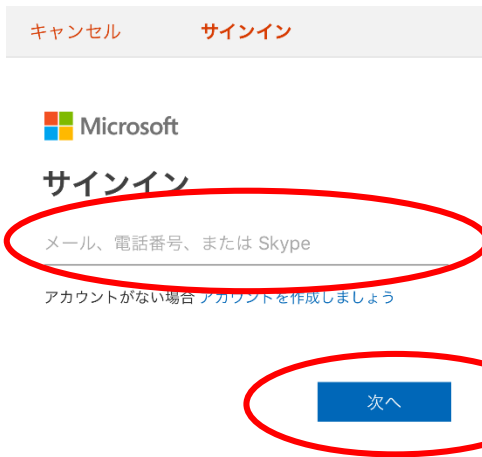 キャンセル サインイン
Microsoft
サインイン
メール、電話番号、または Skype
アカウントがない場合 アカウントを作成しましょう
次へ